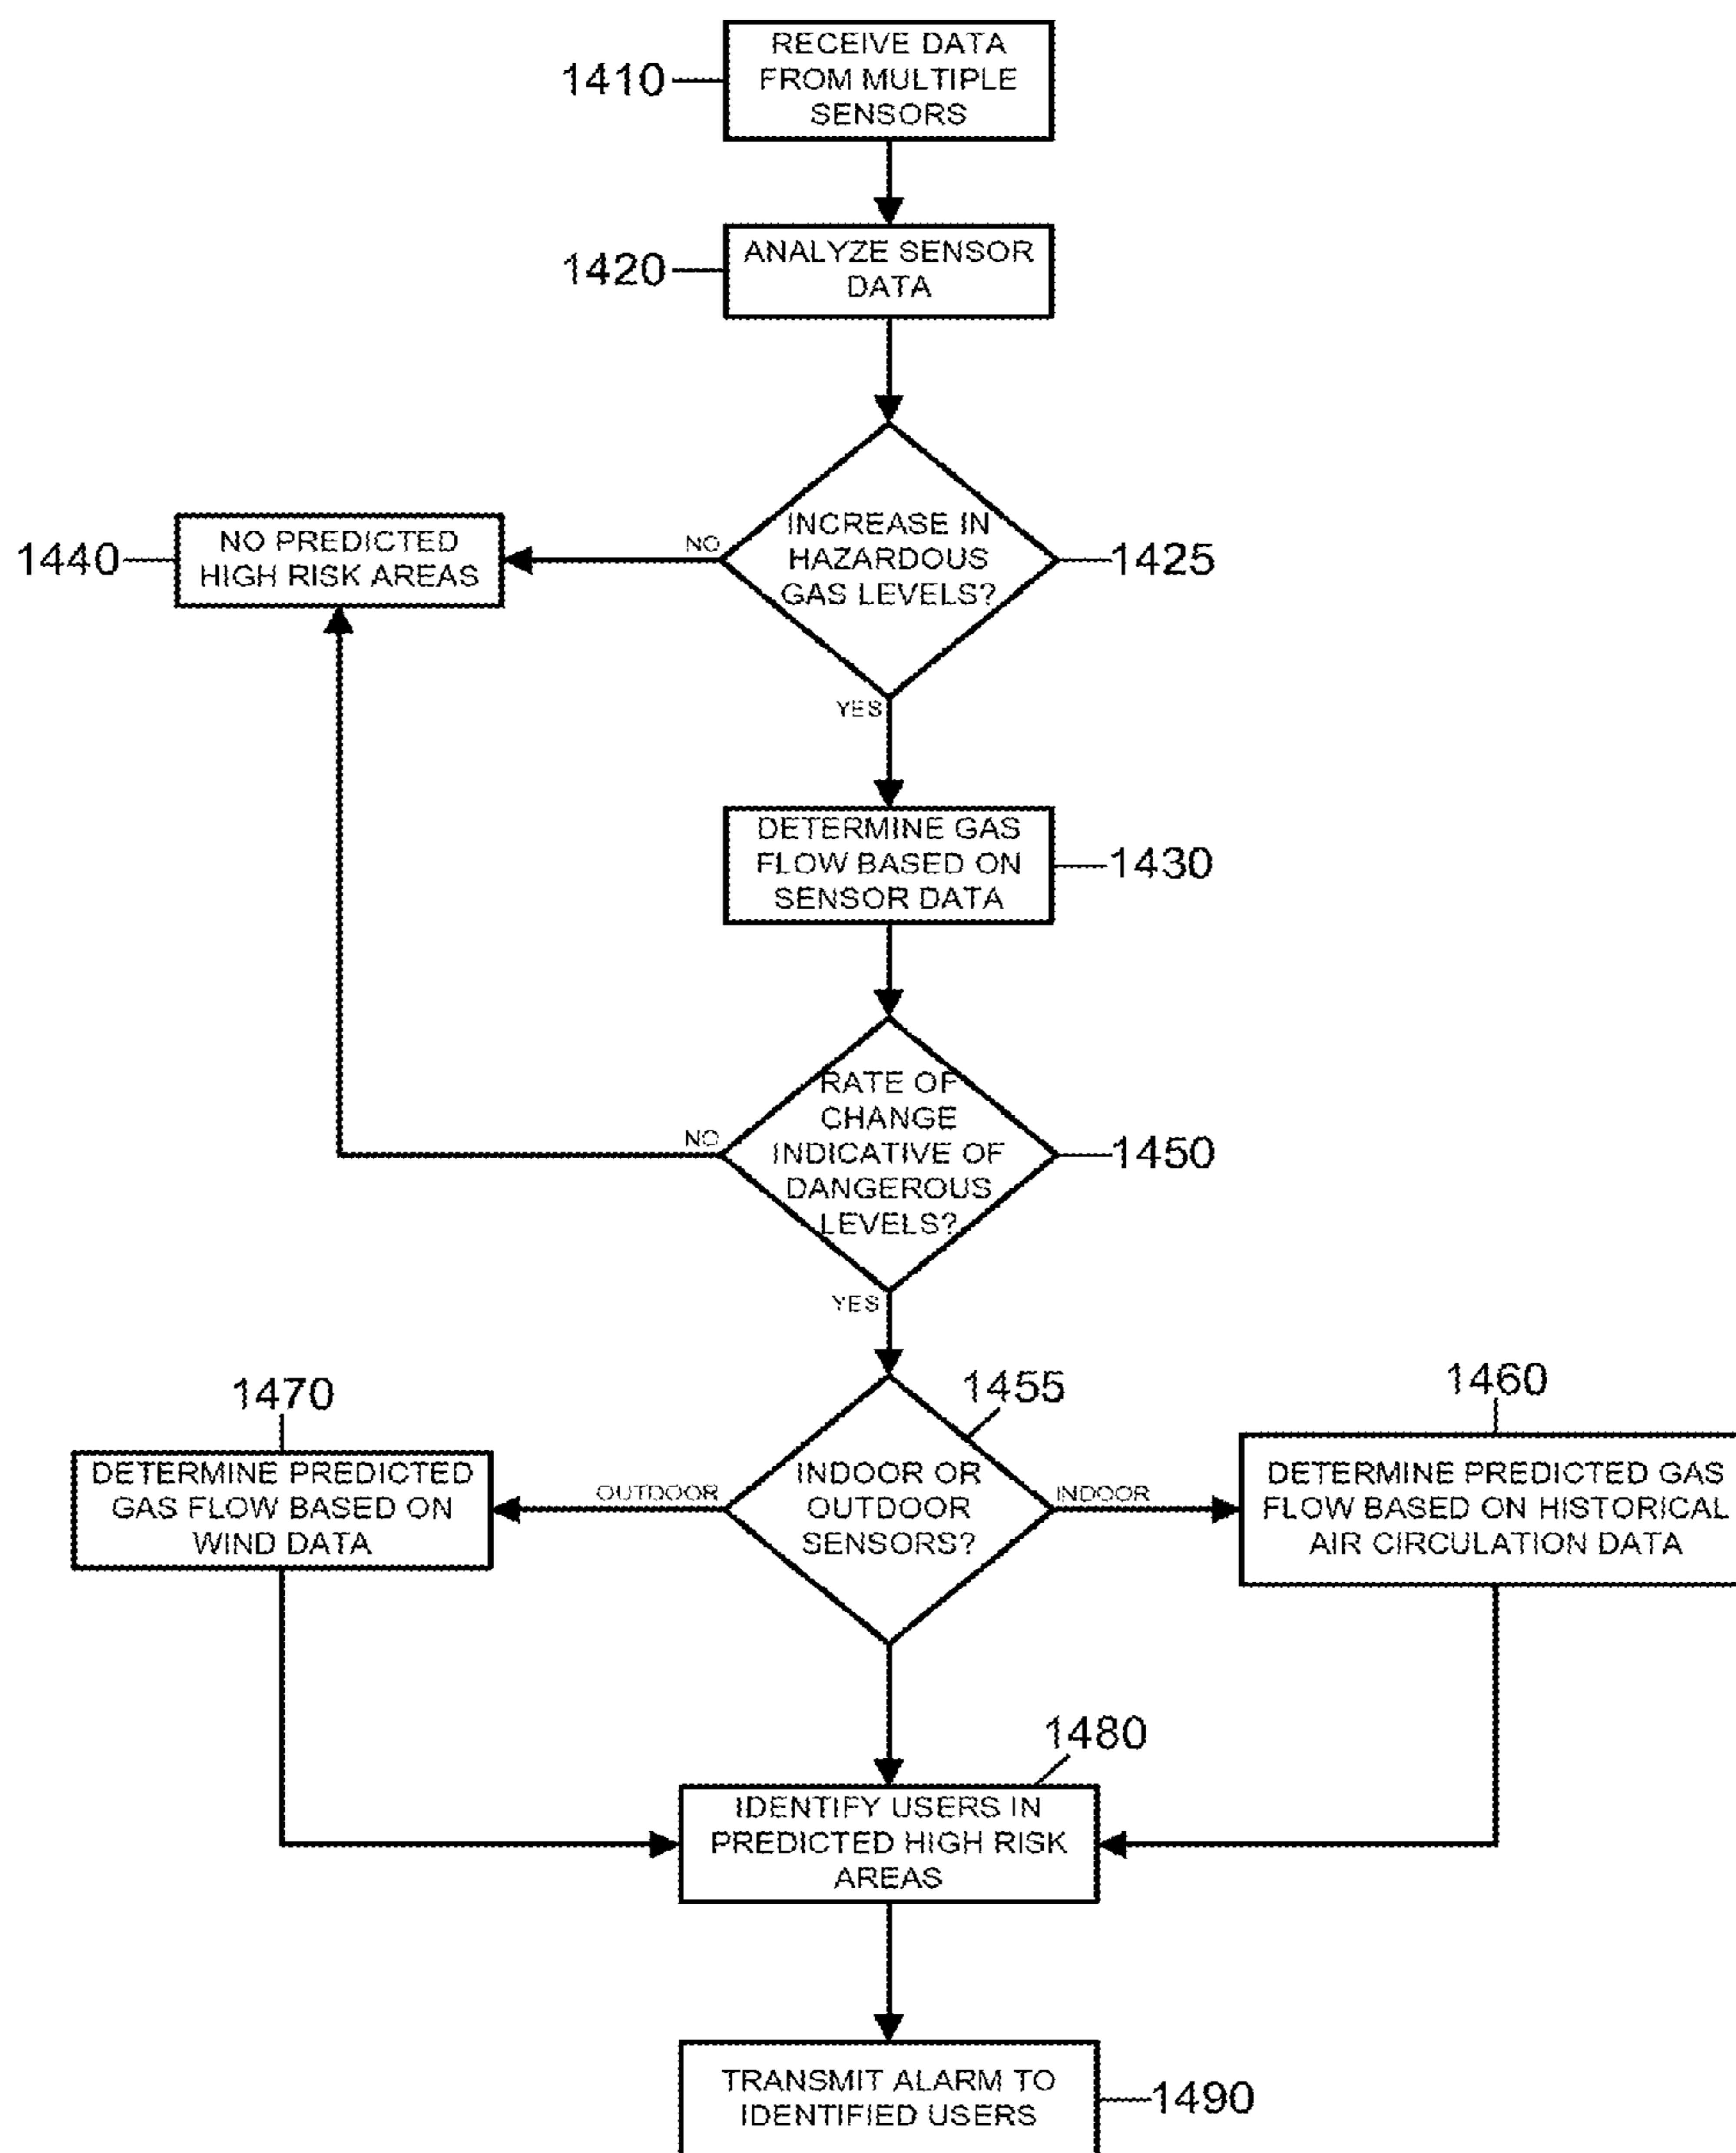 RECEIVE DATA
FROM MULTIPLE
SENSORS
1410
ANALYZE SENSOR
DATA
1420
INCREASE IN
HAZARDOUS
GAS LEVELS?
1425
NO
NO PREDICTED
HIGH RISK AREAS
1440
YES
DETERMINE GAS
FLOW BASED ON
SENSOR DATA
1430
RATE OF
CHANGE
INDICATIVE OF
DANGEROUS
LEVELS?
1450
NO
YES
1455
INDOOR OR
OUTDOOR
SENSORS?
OUTDOOR
INDOOR
1470
DETERMINE PREDICTED
GAS FLOW BASED ON
WIND DATA
1460
DETERMINE PREDICTED GAS
FLOW BASED ON HISTORICAL
AIR CIRCULATION DATA
1480
IDENTIFY USERS IN
PREDICTED HIGH RISK
AREAS
TRANSMIT ALARM TO
IDENTIFIED USERS
1490